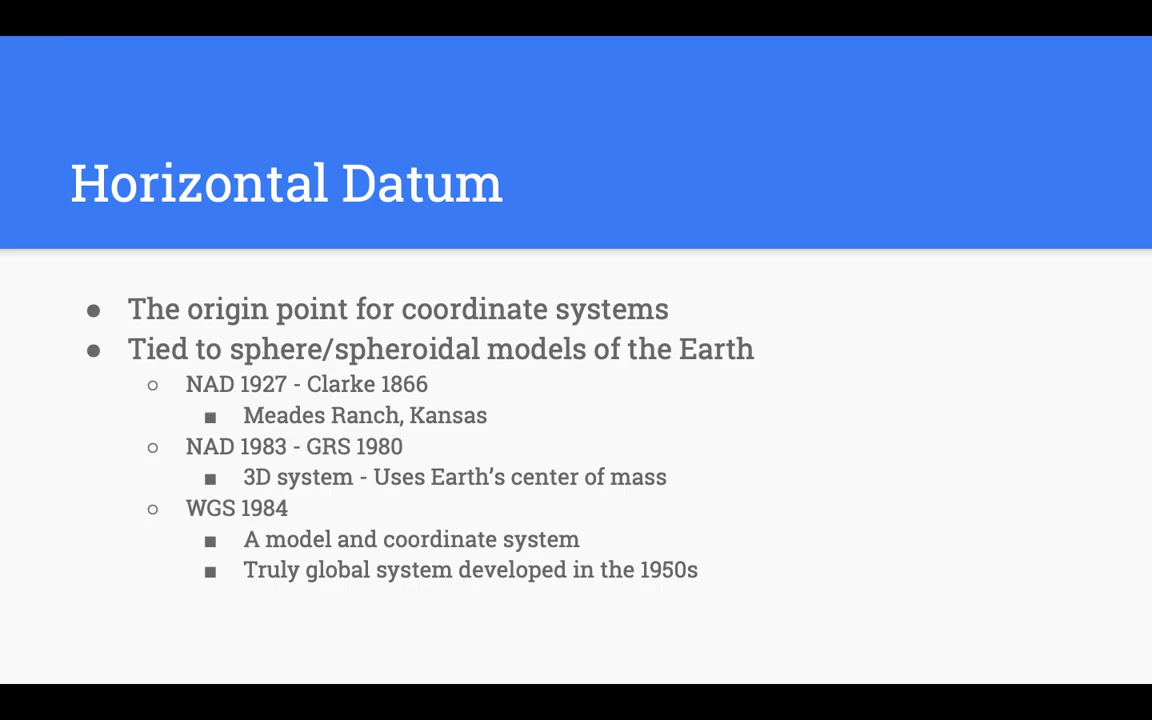 Horizontal Datum
● The origin point for coordinate systems
● Tied to sphere/spheroidal models of the Earth
○ NAD 1927 - Clarke 1866
■ Meades Ranch, Kansas
○ NAD 1983 - GRS 1980
■ 3D system - Uses Earth’s center of mass
○ WGS 1984
■ A model and coordinate system
■ Truly global system developed in the 1950s